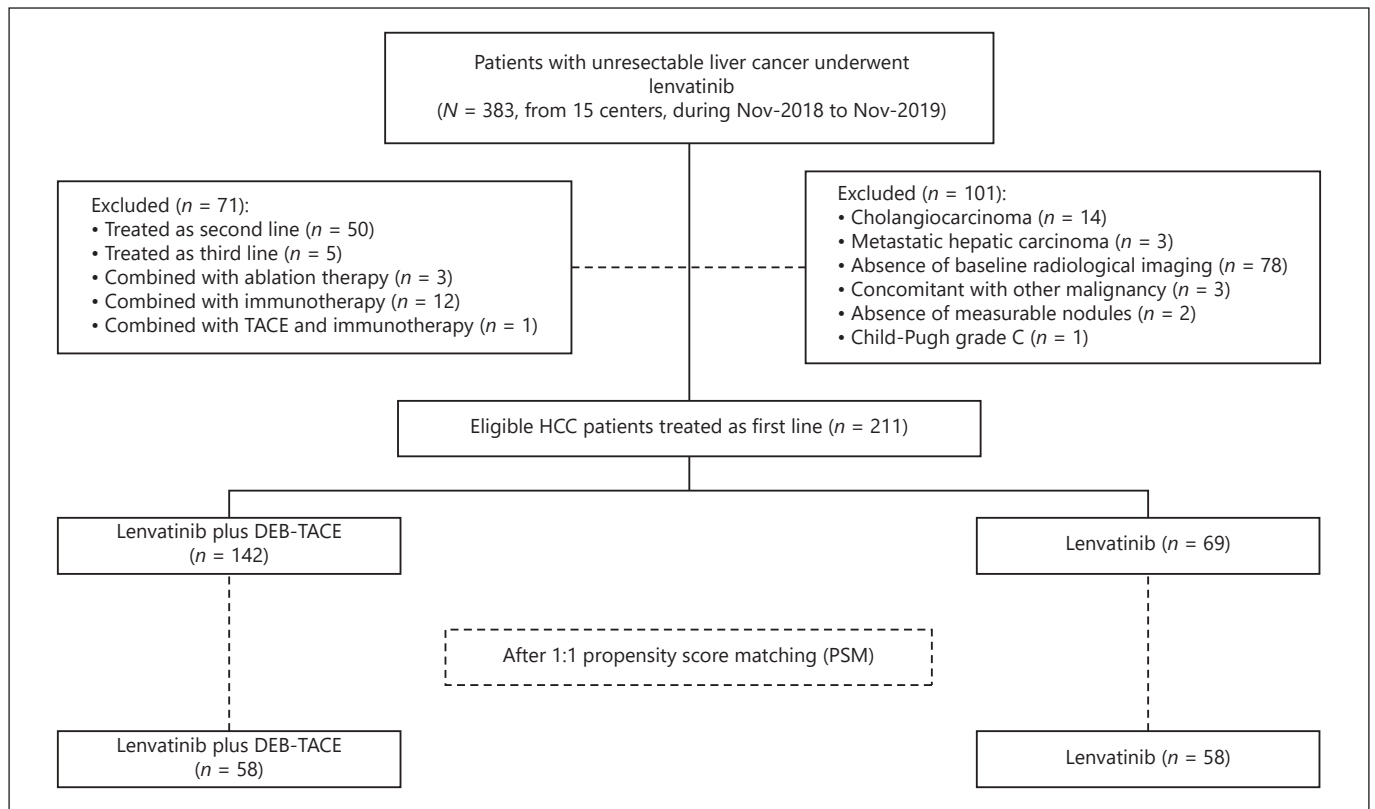 Patients with unresectable liver cancer underwent
lenvatinib
(N = 383, from 15 centers, during Nov-2018 to Nov-2019)
Excluded (n = 71):
• Treated as second line (n = 50)
• Treated as third line (n = 5)
• Combined with ablation therapy (n = 3)
• Combined with immunotherapy (n = 12)
• Combined with TACE and immunotherapy (n = 1)
Excluded (n = 101):
• Cholangiocarcinoma (n = 14)
• Metastatic hepatic carcinoma (n = 3)
• Absence of baseline radiological imaging (n = 78)
• Concomitant with other malignancy (n = 3)
• Absence of measurable nodules (n = 2)
• Child-Pugh grade C (n = 1)
Eligible HCC patients treated as first line (n = 211)
Lenvatinib plus DEB-TACE
(n = 142)
Lenvatinib (n = 69)
After 1:1 propensity score matching (PSM)
Lenvatinib plus DEB-TACE
(n = 58)
Lenvatinib (n = 58)